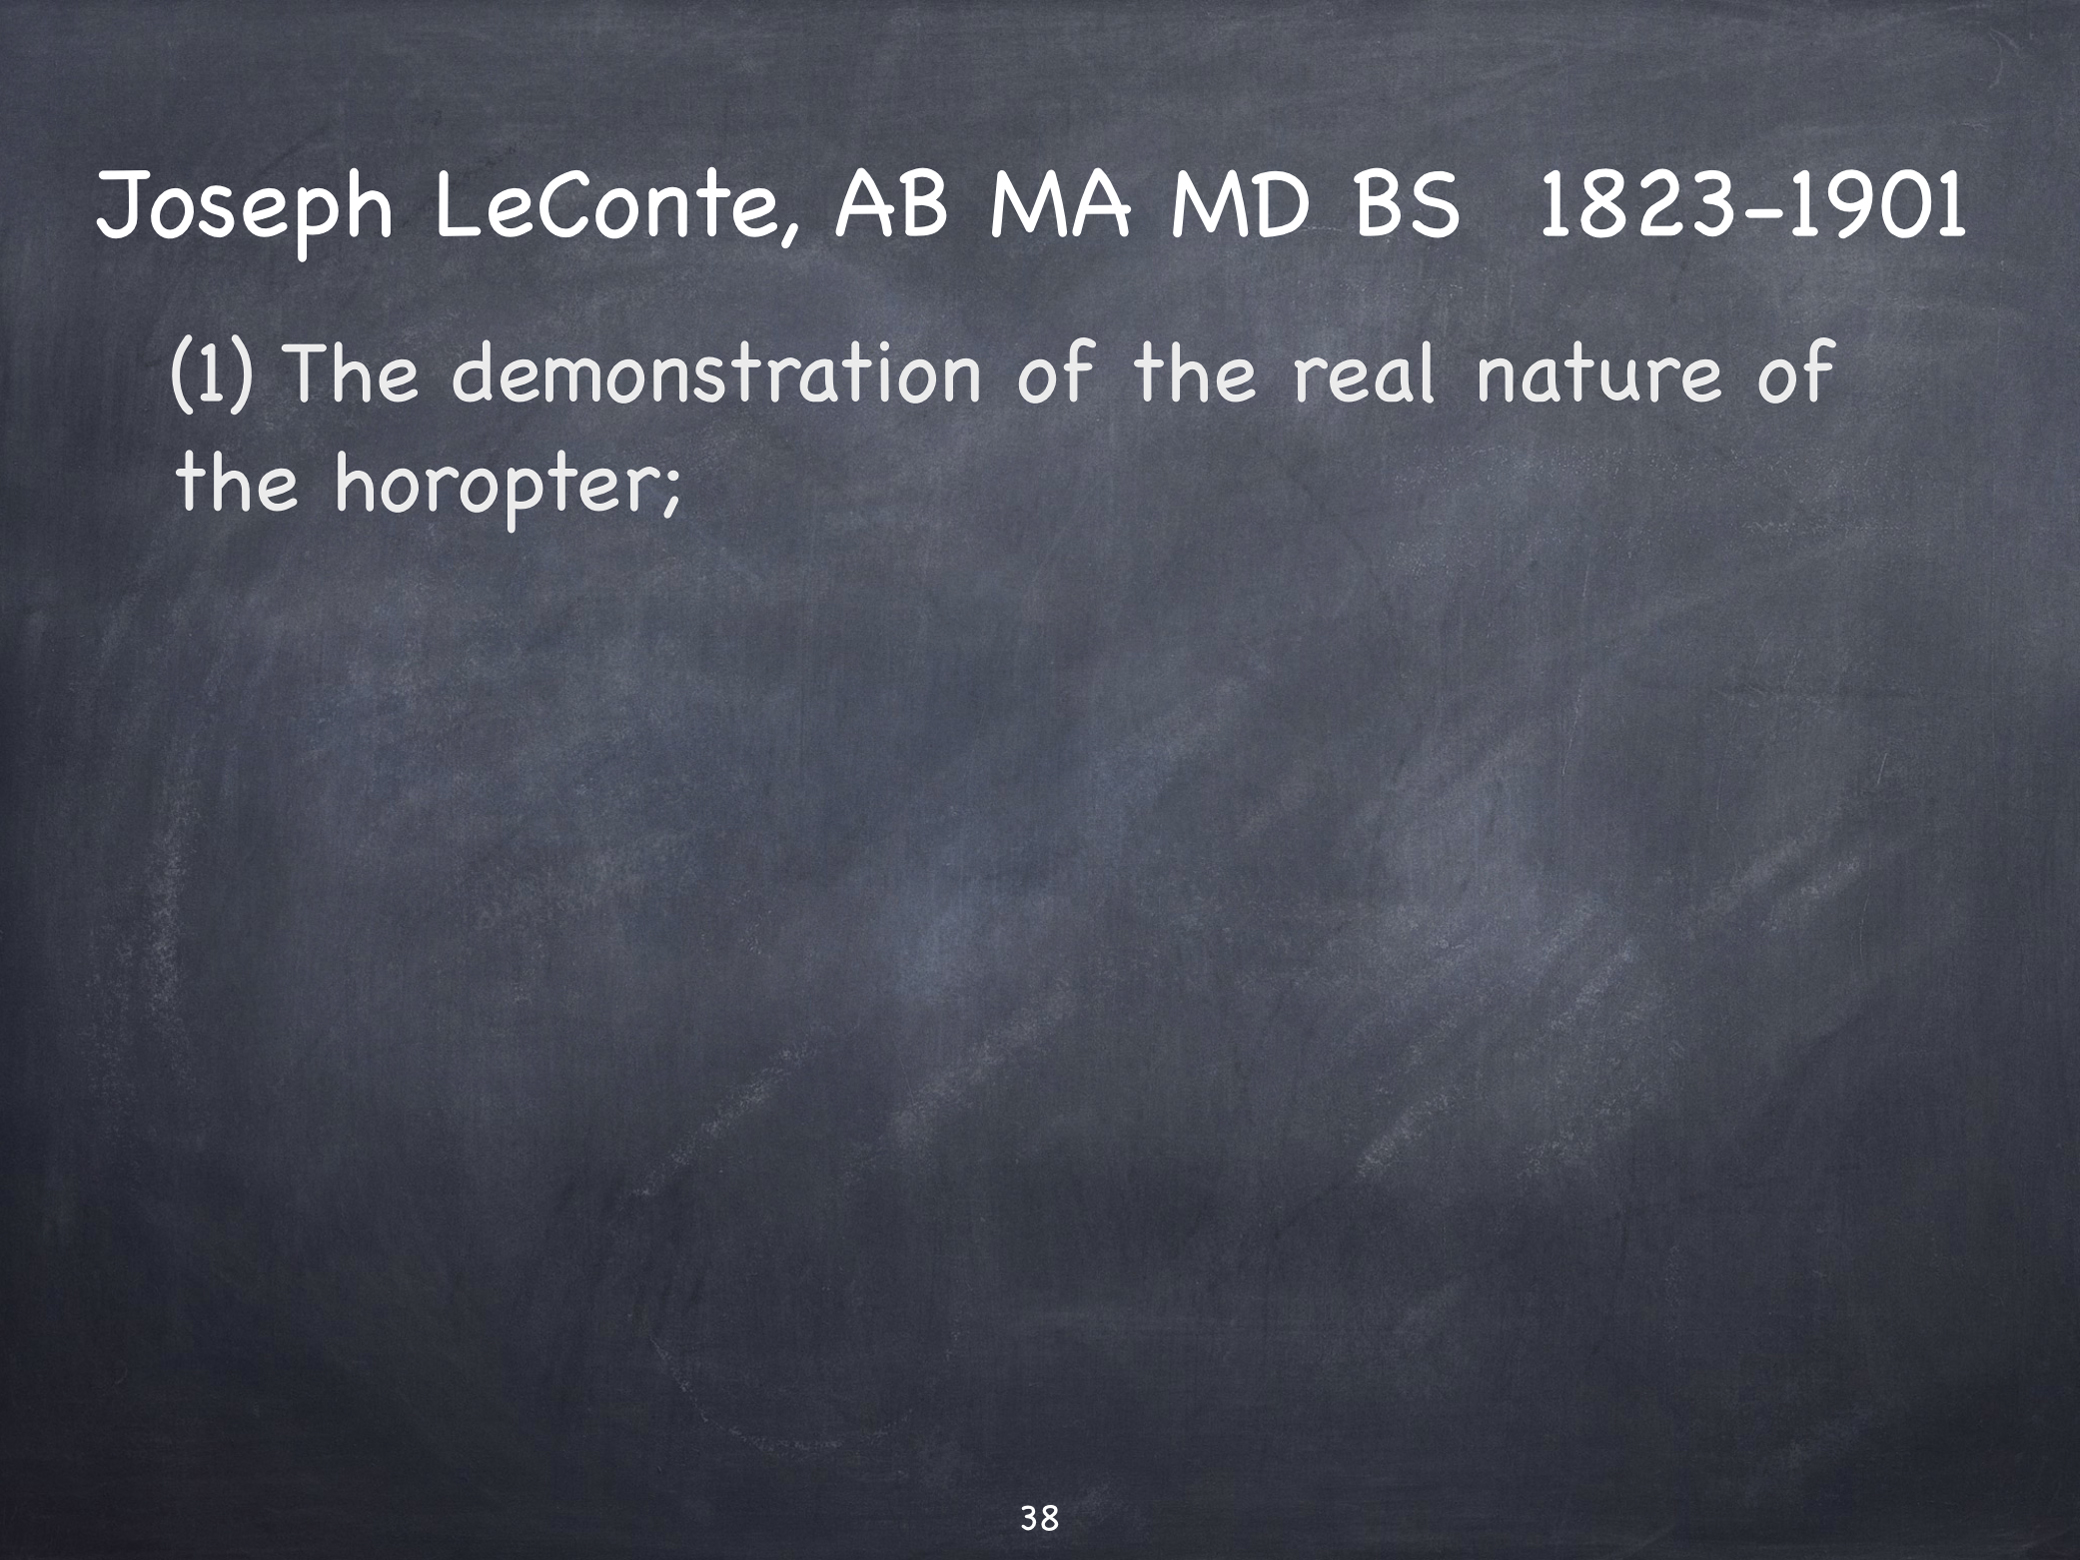 Joseph LeConte, AB MA MD BS 1823-1901
(1) The demonstration of the real nature of
the horopter;
38